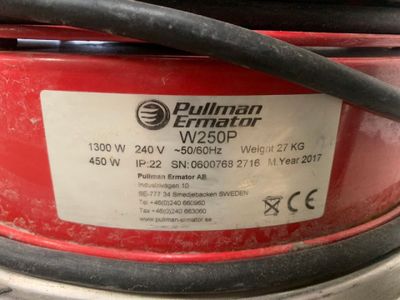 Pullman
Ermator
W250P
1300 W 240 V ~50/60Hz Weight 27 KG
450 W IP:22 SN:0600768 2716 M.Year 2017
Pullman Ermator AB
Industrivägen 10
SE-777 34 Smedjebacken SWEDEN
Tel +46(0)240 660960
Fax +46(0)240 663060
www.pullman-ermator.se
CE